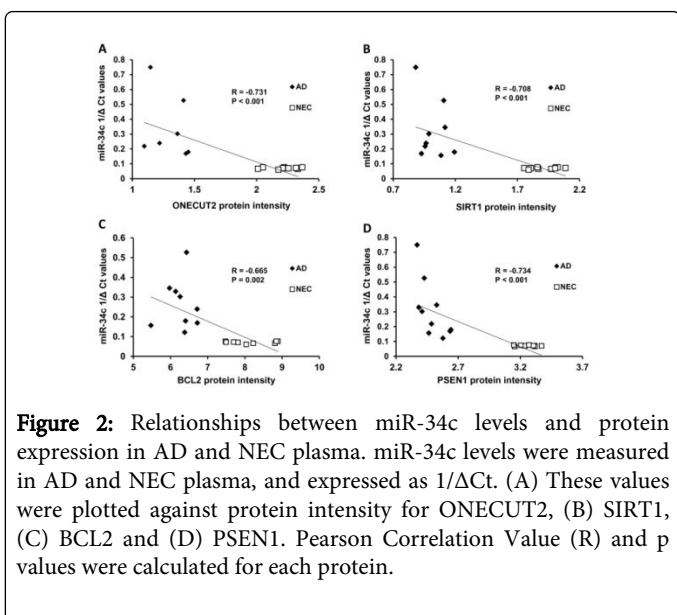 A
miR-34c 1/Δ Ct values
0.8
0.7
0.6
0.5
0.4
0.3
0.2
0.1
0
R = -0.731
P < 0.001
AD
NEC
1 1.5 2 2.5
ONECUT2 protein intensity
B
miR-34c 1/Δ Ct values
0.8
0.7
0.6
0.5
0.4
0.3
0.2
0.1
0
R = -0.708
P < 0.001
AD
NEC
0.7 1.2 1.7 2.2
SIRT1 protein intensity
C
miR-34c 1/Δ Ct values
0.6
0.5
0.4
0.3
0.2
0.1
0
R = -0.665
P = 0.002
AD
NEC
5 6 7 8 9 10
BCL2 protein intensity
D
miR-34c 1/Δ Ct values
0.8
0.7
0.6
0.5
0.4
0.3
0.2
0.1
0
R = -0.734
P < 0.001
AD
NEC
2.2 2.7 3.2 3.7
PSEN1 protein intensity
Figure 2: Relationships between miR-34c levels and protein
expression in AD and NEC plasma. miR-34c levels were measured
in AD and NEC plasma, and expressed as 1/ΔCt. (A) These values
were plotted against protein intensity for ONECUT2, (B) SIRT1,
(C) BCL2 and (D) PSEN1. Pearson Correlation Value (R) and p
values were calculated for each protein.